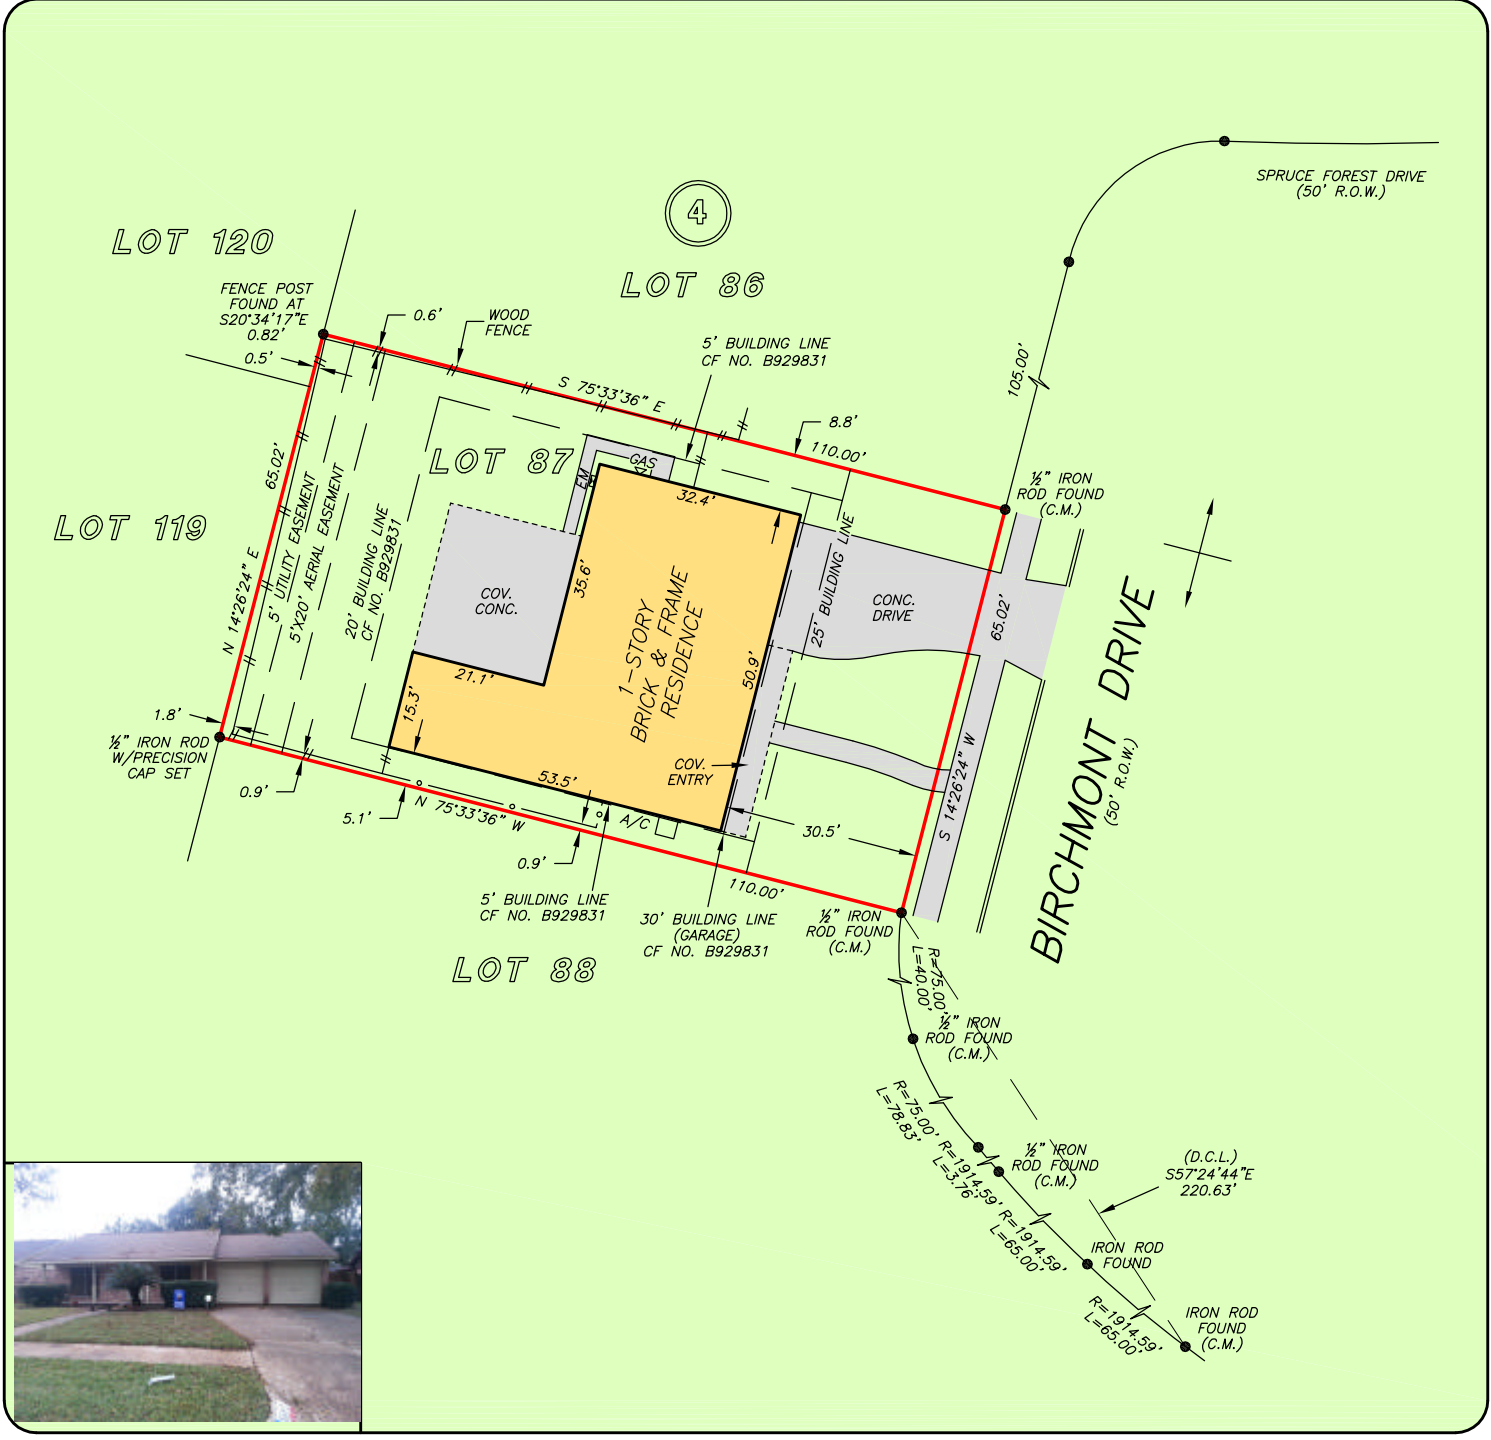 SPRUCE FOREST DRIVE
(50' R.O.W.)
4
LOT 120
LOT 86
FENCE POST
FOUND AT
S20°34'17"E
0.82'
0.5'
0.6'
WOOD
FENCE
5' BUILDING LINE
CF NO. B929831
S 75°33'36" E
8.8'
110.00'
105.00'
½" IRON
ROD FOUND
(C.M.)
LOT 87
GAS
EM
32.4'
LOT 119
65.02'
N 14°26'24" E
5' UTILITY EASEMENT
5'X20' AERIAL EASEMENT
20' BUILDING LINE
CF NO. B929831
COV.
CONC.
35.6'
1-STORY
BRICK & FRAME
RESIDENCE
25' BUILDING LINE
CONC.
DRIVE
65.02'
BIRCHMONT DRIVE
(50' R.O.W.)
21.1'
15.3'
50.9'
S 14°26'24" W
1.8'
½" IRON ROD
W/PRECISION
CAP SET
0.9'
5.1'
N 75°33'36" W
53.5'
COV.
ENTRY
A/C
30.5'
0.9'
110.00'
5' BUILDING LINE
CF NO. B929831
30' BUILDING LINE
(GARAGE)
CF NO. B929831
½" IRON
ROD FOUND
(C.M.)
LOT 88
R=75.00'
L=40.00'
½" IRON
ROD FOUND
(C.M.)
R=75.00'
L=78.83'
R=1914.59'
L=3.76'
½" IRON
ROD FOUND
(C.M.)
(D.C.L.)
S57°24'44"E
220.63'
R=1914.59'
L=65.00'
IRON ROD
FOUND
R=1914.59'
L=65.00'
IRON ROD
FOUND
(C.M.)